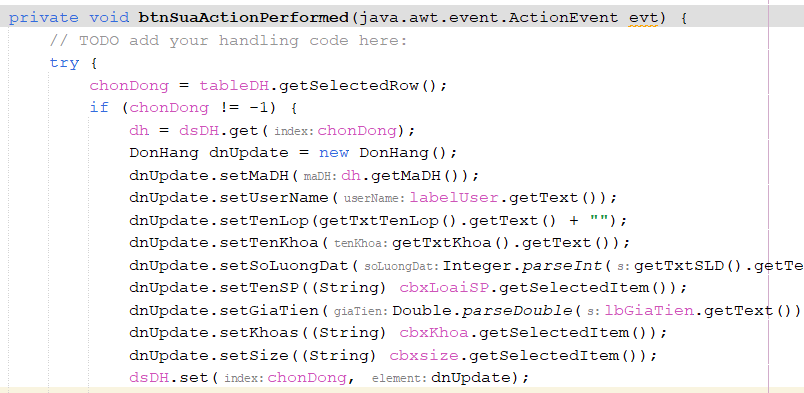 private void btnSuaActionPerformed(java.awt.event.ActionEvent evt) {
// TODO add your handling code here:
try {
chonDong = tableDH.getSelectedRow();
if (chonDong != -1) {
dh = dsDH.get( index: chonDong);
DonHang dnUpdate = new DonHang();
dnUpdate.setMaDH( maDH: dh.getMaDH());
dnUpdate.setUserName( userName: labelUser.getText());
dnUpdate.setTenLop(getTxtTenLop().getText() + "");
dnUpdate.setTenKhoa( tenKhoa: getTxtKhoa().getText());
dnUpdate.setSoLuongDat( soLuongDat: Integer.parseInt( s: getTxtSLD().getTe
dnUpdate.setTenSP((String) cbxLoaiSP.getSelectedItem());
dnUpdate.setGiaTien( giaTien: Double.parseDouble( s: lbGiaTien.getText())
dnUpdate.setKhoas((String) cbxKhoa.getSelectedItem());
dnUpdate.setSize((String) cbxsize.getSelectedItem());
dsDH.set( index: chonDong, element: dnUpdate);